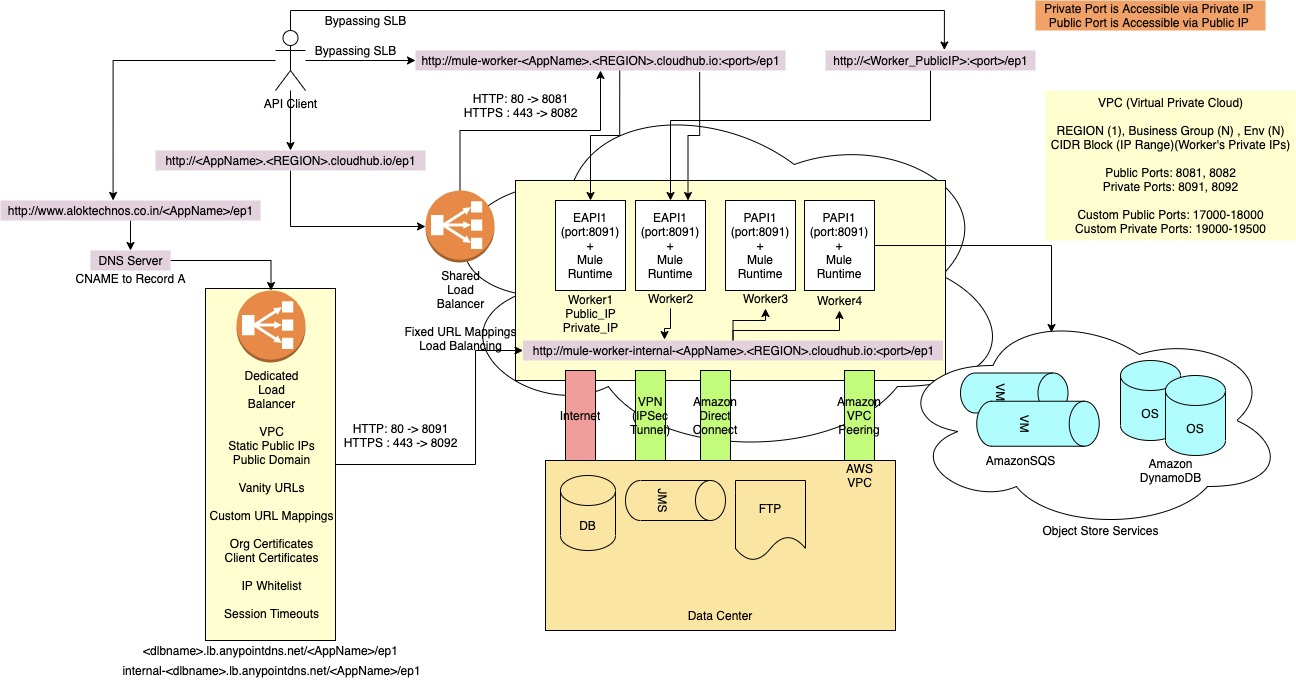 Private Port is Accessible via Private IP
Public Port is Accessible via Public IP
Bypassing SLB
Bypassing SLB
http://mule-worker-<AppName>.<REGION>.cloudhub.io:<port>/ep1
http://<Worker_PublicIP>:<port>/ep1
API Client
HTTP: 80 -> 8081
HTTPS : 443 -> 8082
VPC (Virtual Private Cloud)
REGION (1), Business Group (N) , Env (N)
CIDR Block (IP Range)(Worker's Private IPs)
Public Ports: 8081, 8082
Private Ports: 8091, 8092
Custom Public Ports: 17000-18000
Custom Private Ports: 19000-19500
http://<AppName>.<REGION>.cloudhub.io/ep1
http://www.aloktechnos.co.in/<AppName>/ep1
DNS Server
CNAME to Record A
Shared
Load
Balancer
Fixed URL Mappings
Load Balancing
EAPI1
(port:8091)
+
Mule
Runtime
EAPI1
(port:8091)
+
Mule
Runtime
PAPI1
(port:8091)
+
Mule
Runtime
PAPI1
(port:8091)
+
Mule
Runtime
Worker1
Public_IP
Private_IP
Worker2
Worker3
Worker4
http://mule-worker-internal-<AppName>.<REGION>.cloudhub.io:<port>/ep1
Dedicated
Load
Balancer
VPC
Static Public IPs
Public Domain
Vanity URLs
Custom URL Mappings
Org Certificates
Client Certificates
IP Whitelist
Session Timeouts
<dlbname>.lb.anypointdns.net/<AppName>/ep1
internal-<dlbname>.lb.anypointdns.net/<AppName>/ep1
HTTP: 80 -> 8091
HTTPS : 443 -> 8092
Internet
VPN
(IPSec
Tunnel)
Amazon
Direct
Connect
Amazon
VPC
Peering
AWS
VPC
DB
JMS
FTP
Data Center
VM
VM
AmazonSQS
OS
OS
Amazon
DynamoDB
Object Store Services